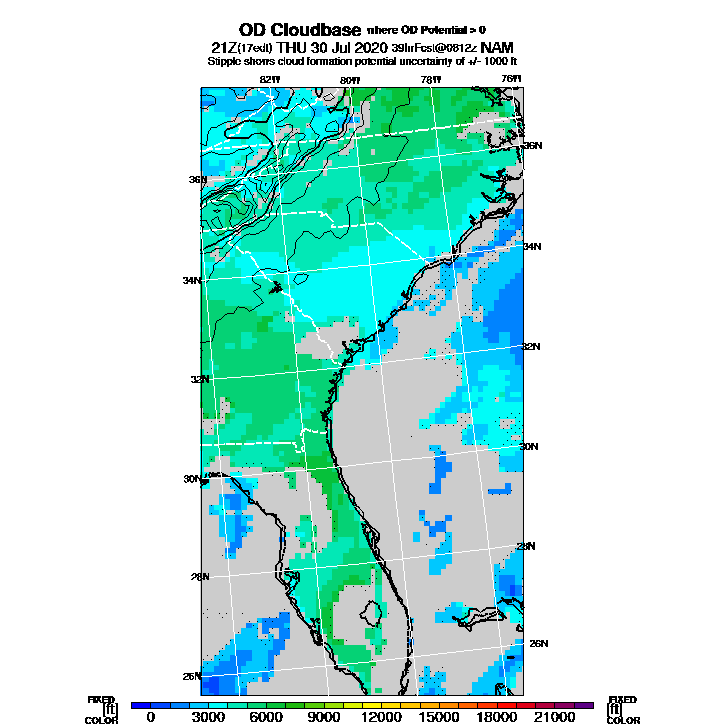 OD Cloudbase where OD Potential > 0
21Z(17edt) THU 30 Jul 2020 39hrFcst@0812z NAM
Stipple shows cloud formation potential uncertainty of +/- 1000 ft
82W 80W 78W 76W
36N
36N
34N
34N
32N
32N
30N
30N
28N
28N
26N
26N
FIXED FIXED
[ft] [ft]
COLOR COLOR
0 3000 6000 9000 12000 15000 18000 21000